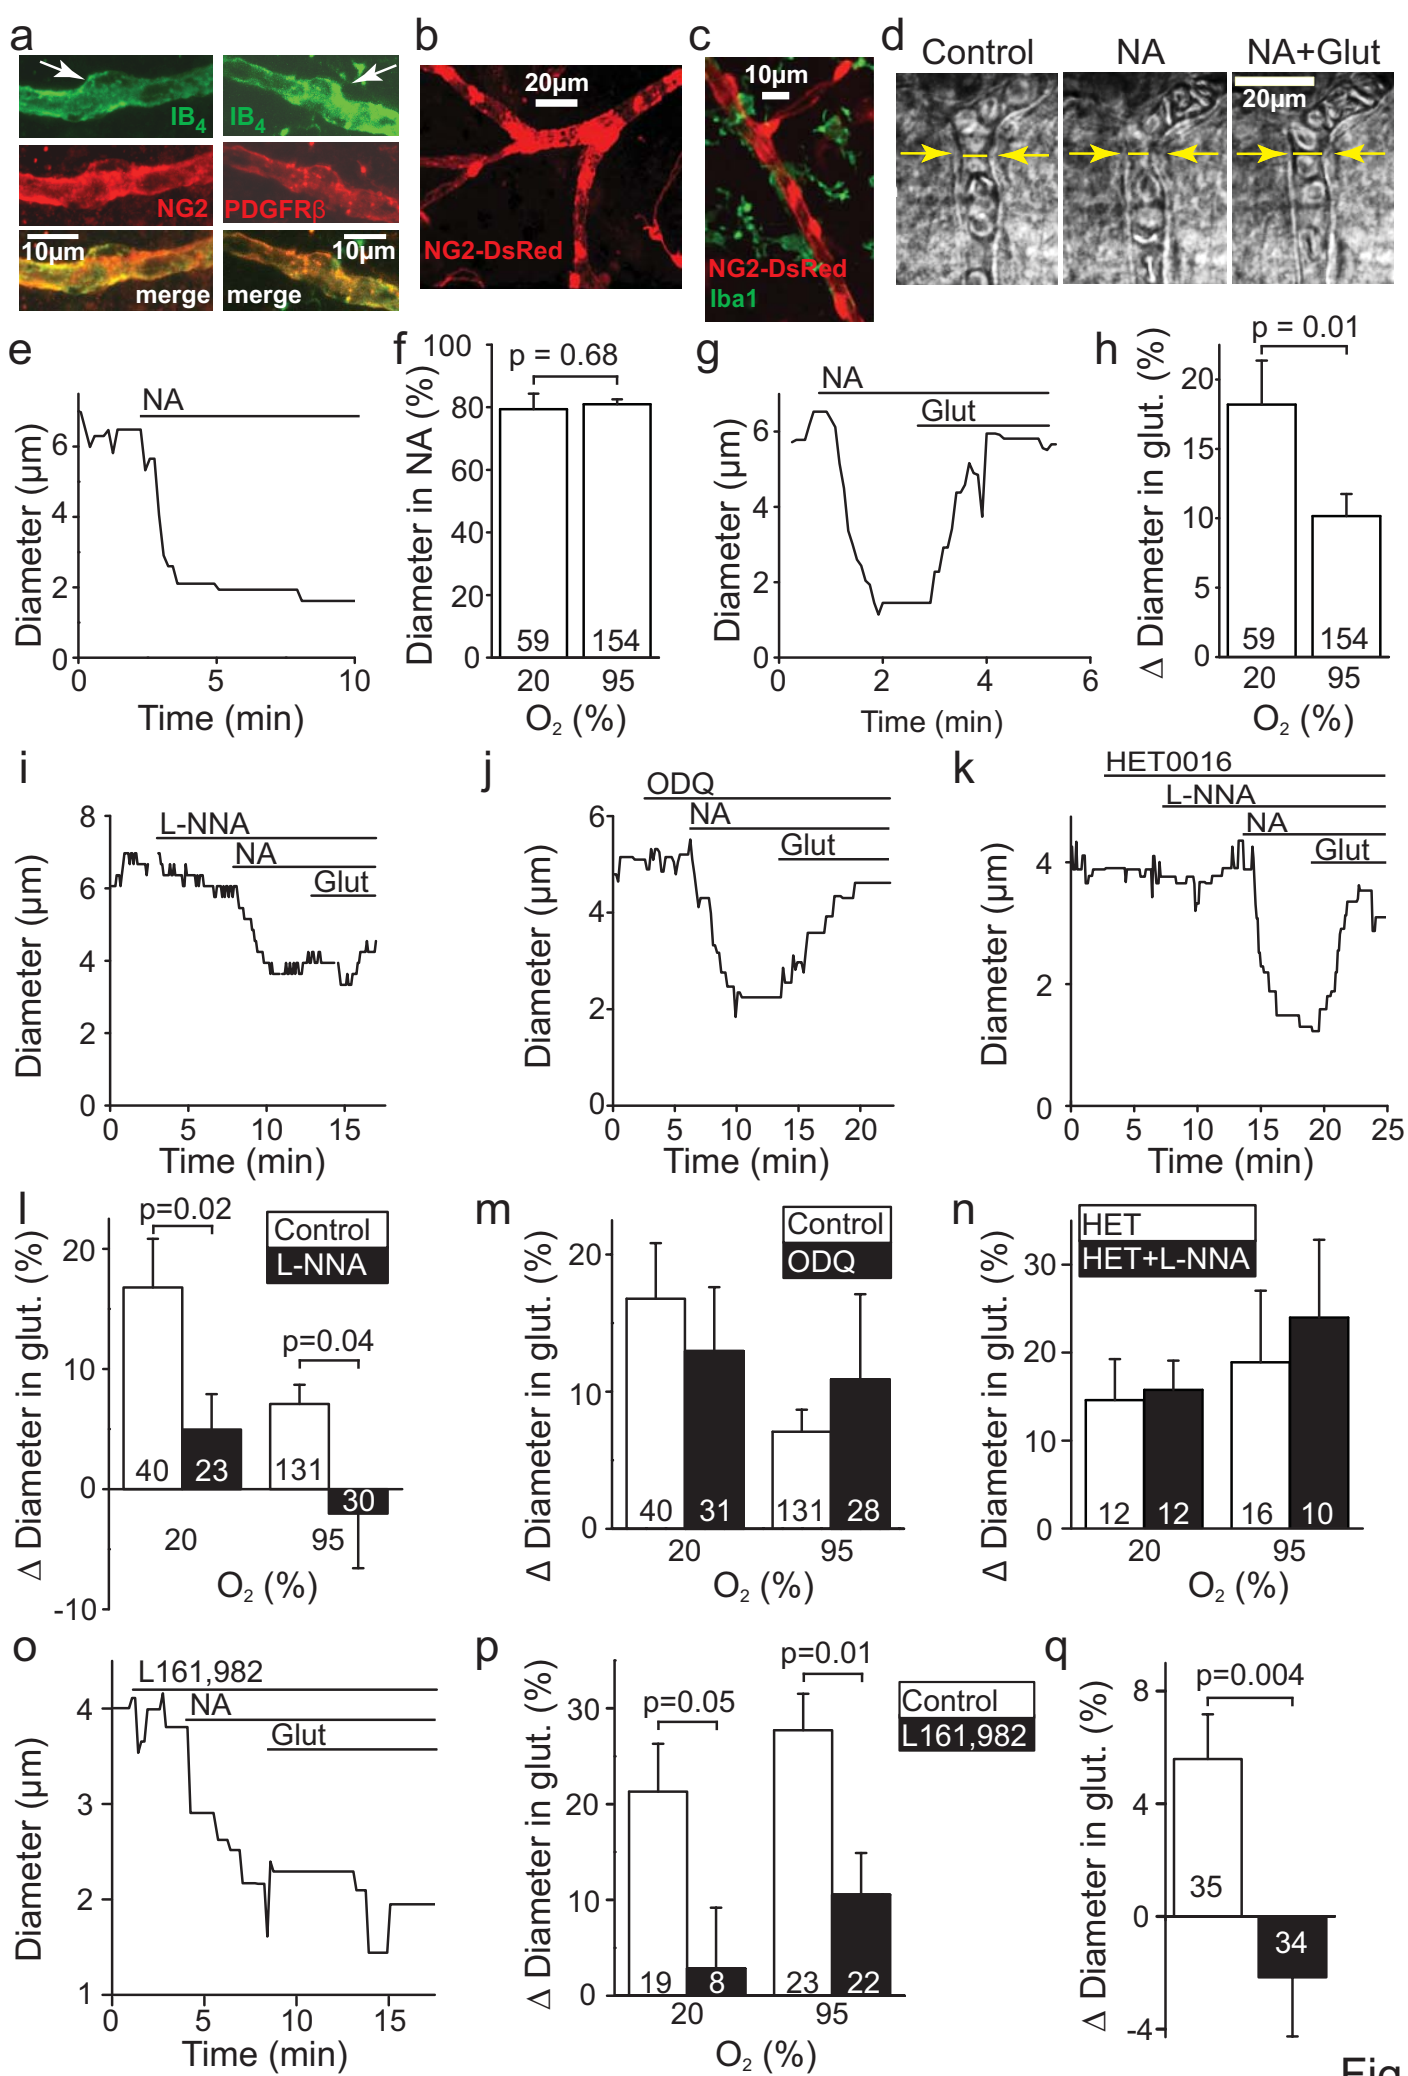 a
IB4
IB4
NG2
PDGFRβ
10µm
10µm
merge
merge
b
20µm
NG2-DsRed
c
10µm
NG2-DsRed
Iba1
d
Control
NA
NA+Glut
20µm
e
NA
Diameter (µm)
6
4
2
0
0
5
10
Time (min)
f
p = 0.68
Diameter in NA (%)
100
80
60
40
20
0
59
154
20
95
O2 (%)
g
NA
Glut
Diameter (µm)
6
4
2
0
0
2
4
6
Time (min)
h
p = 0.01
Δ Diameter in glut. (%)
20
15
10
5
0
59
154
20
95
O2 (%)
i
L-NNA
NA
Glut
Diameter (µm)
8
6
4
2
0
0
5
10
15
Time (min)
j
ODQ
NA
Glut
Diameter (µm)
6
4
2
0
0
5
10
15
20
Time (min)
k
HET0016
L-NNA
NA
Glut
Diameter (µm)
4
2
0
0
5
10
15
20
25
Time (min)
l
p=0.02
Control
L-NNA
p=0.04
Δ Diameter in glut. (%)
20
10
0
-10
40
23
131
30
20
95
O2 (%)
m
Control
ODQ
Δ Diameter in glut. (%)
20
10
0
40
31
131
28
20
95
O2 (%)
n
HET
HET+L-NNA
Δ Diameter in glut. (%)
30
20
10
0
12
12
16
10
20
95
O2 (%)
o
L161,982
NA
Glut
Diameter (µm)
4
3
2
1
0
5
10
15
Time (min)
p
p=0.05
p=0.01
Control
L161,982
Δ Diameter in glut. (%)
30
20
10
0
19
8
23
22
20
95
O2 (%)
q
p=0.004
Δ Diameter in glut. (%)
8
4
0
-4
35
34
Fig